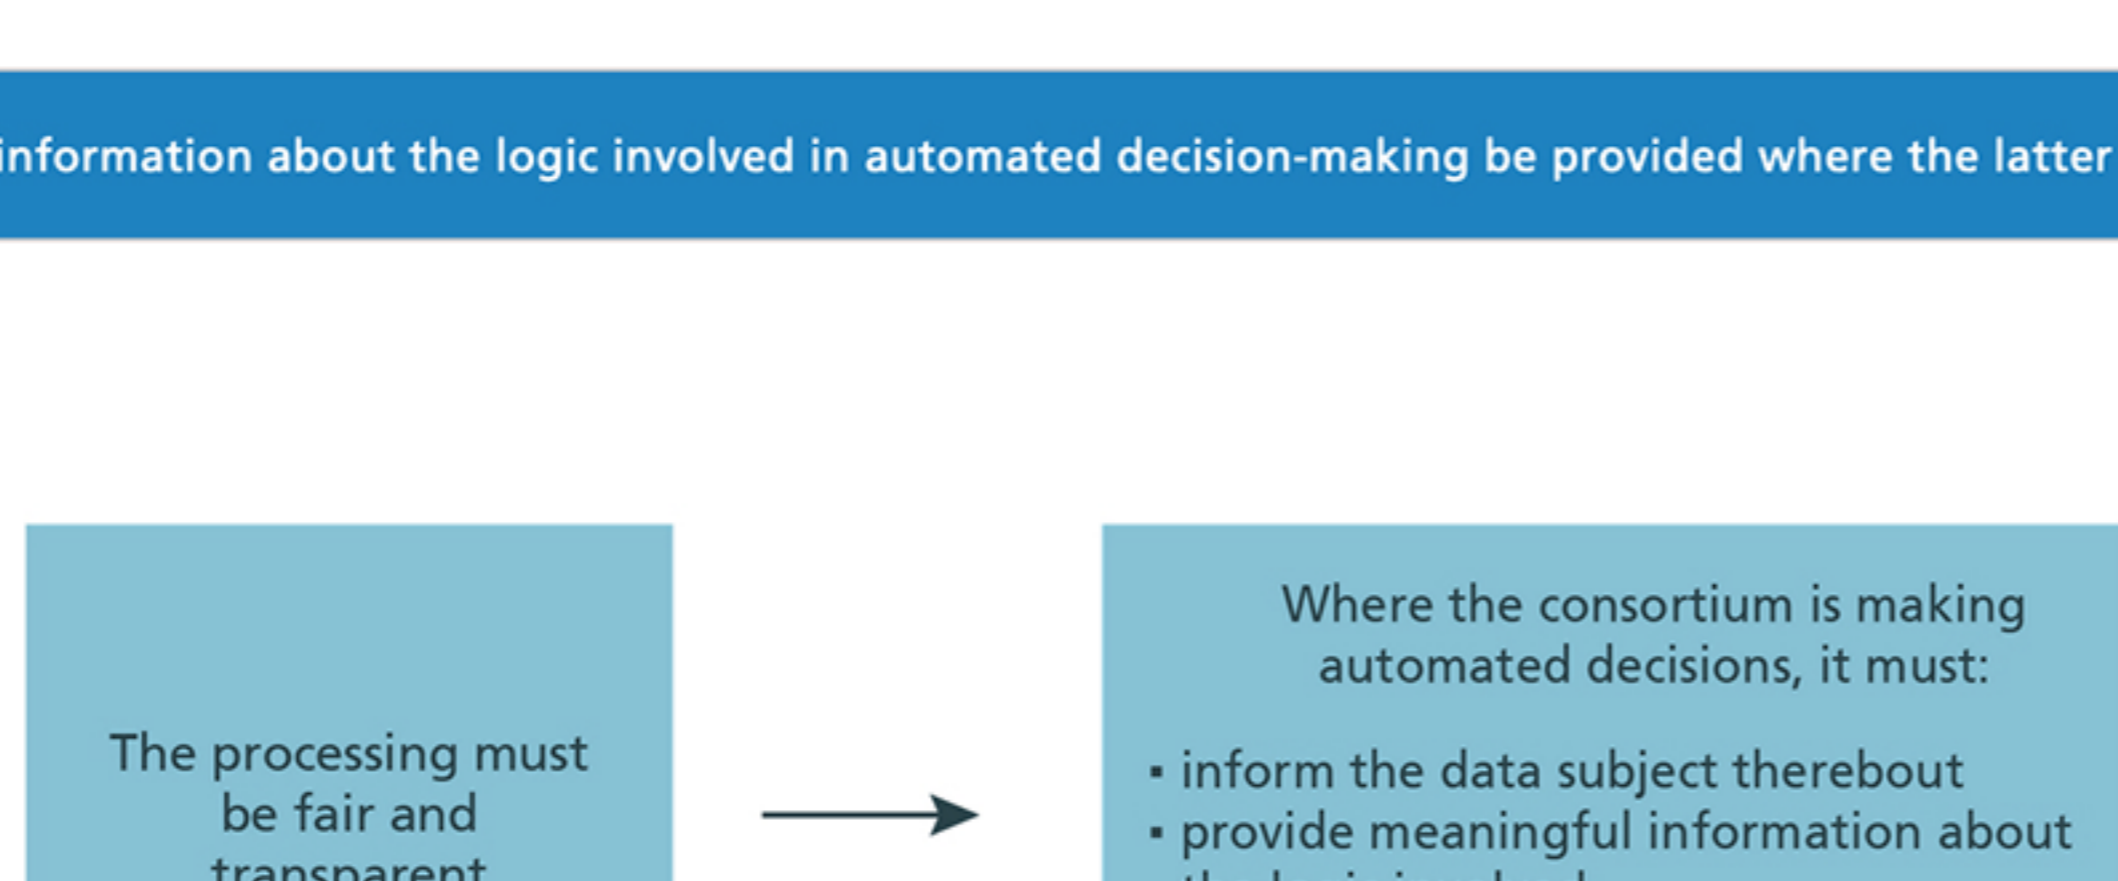 information about the logic involved in automated decision-making be provided where the latter
The processing must
be fair and
transparent
Where the consortium is making
automated decisions, it must:
▪ inform the data subject therebout
▪ provide meaningful information about